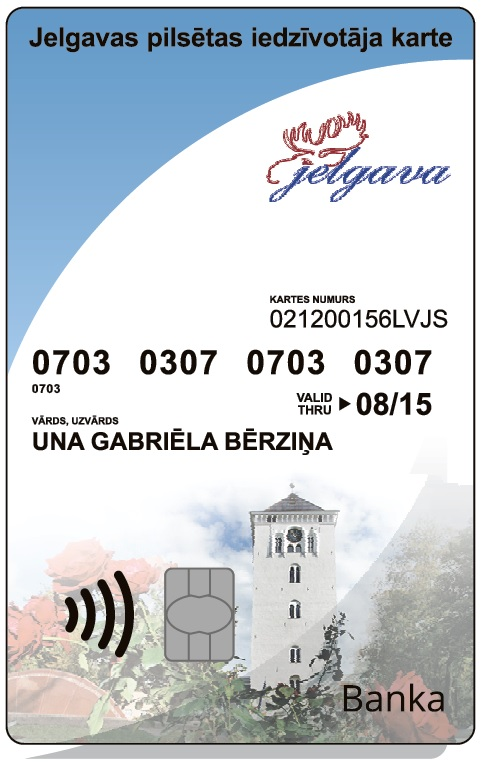 Jelgavas pilsētas iedzīvotāja karte
jelgava
KARTES NUMURS
021200156LVJS
0703 0307 0703 0307
0703
VALID
THRU
08/15
VĀRDS, UZVĀRDS
UNA GABRIĒLA BĒRZIŅA
Banka